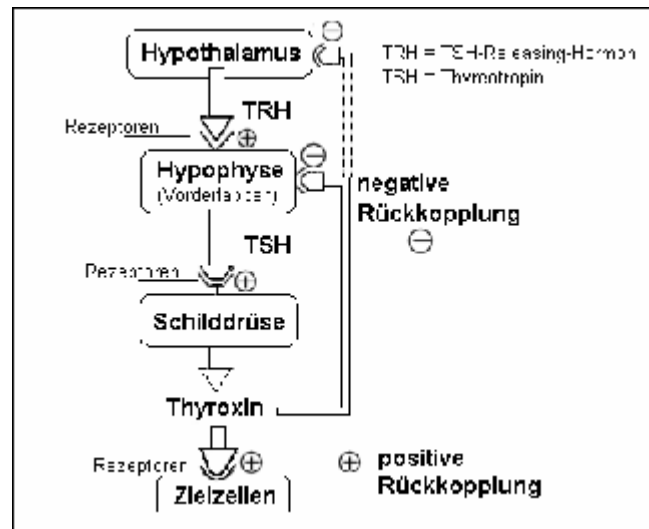 Hypothalamus
TRH = TSH-Releasing-Hormon
TSH = Thyreotropin
TRH
Rezeptoren
Hypophyse
(Vorderlappen)
negative
Rückkopplung
TSH
Rezeptoren
Schilddrüse
Thyroxin
Rezeptoren
positive
Rückkopplung
Zielzellen